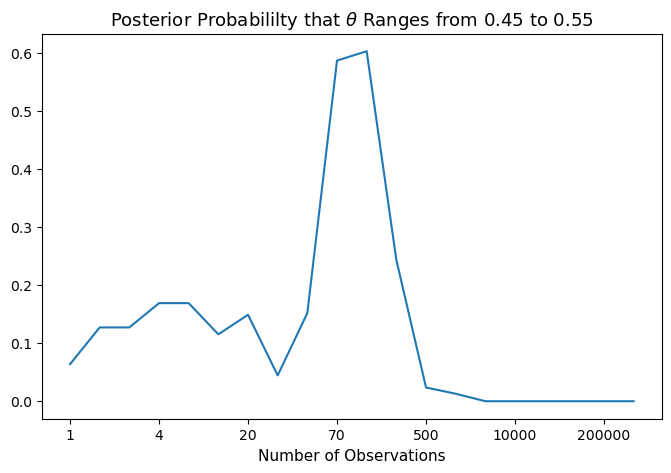 Posterior Probabililty that θ Ranges from 0.45 to 0.55
0.6
0.5
0.4
0.3
0.2
0.1
0.0
1 4 20 70 500 10000 200000
Number of Observations